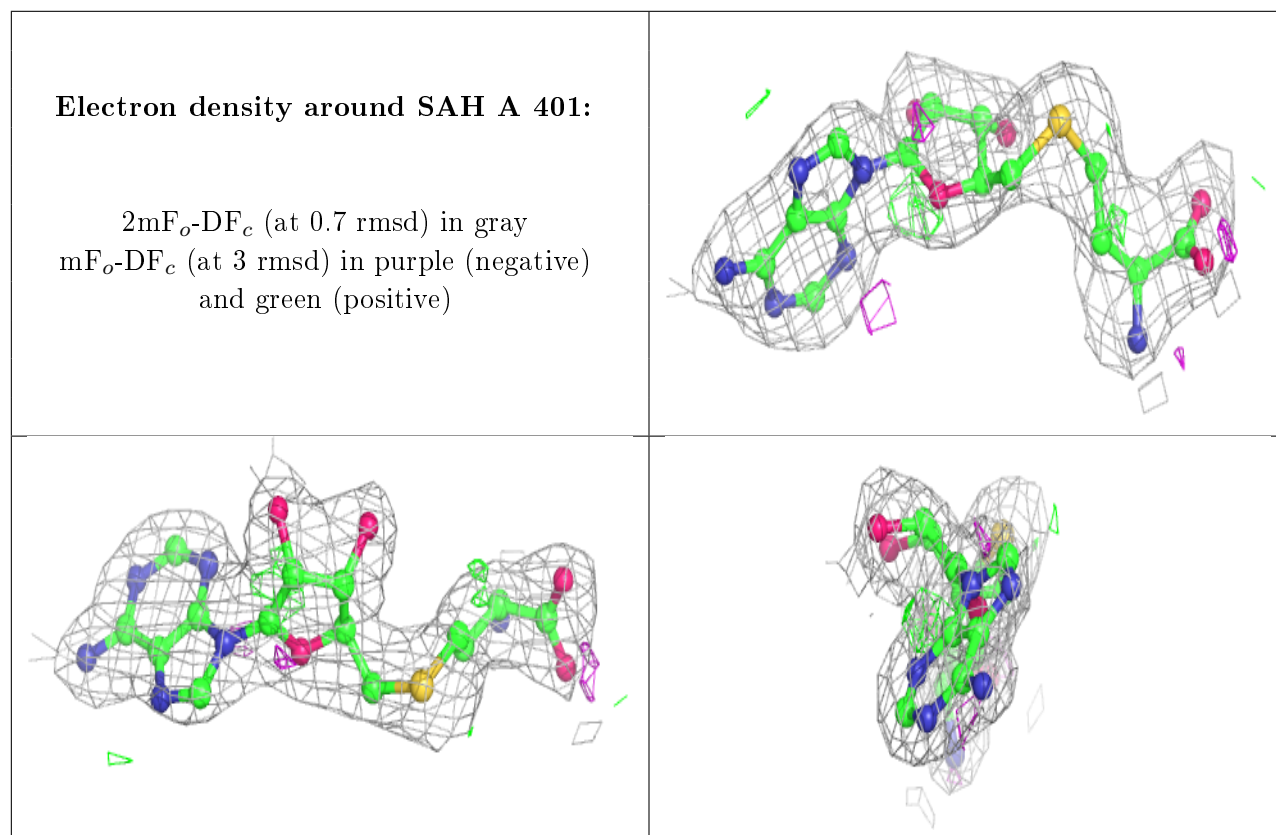 Electron density around SAH A 401:
2mFo-DFc (at 0.7 rmsd) in gray
mFo-DFc (at 3 rmsd) in purple (negative)
and green (positive)